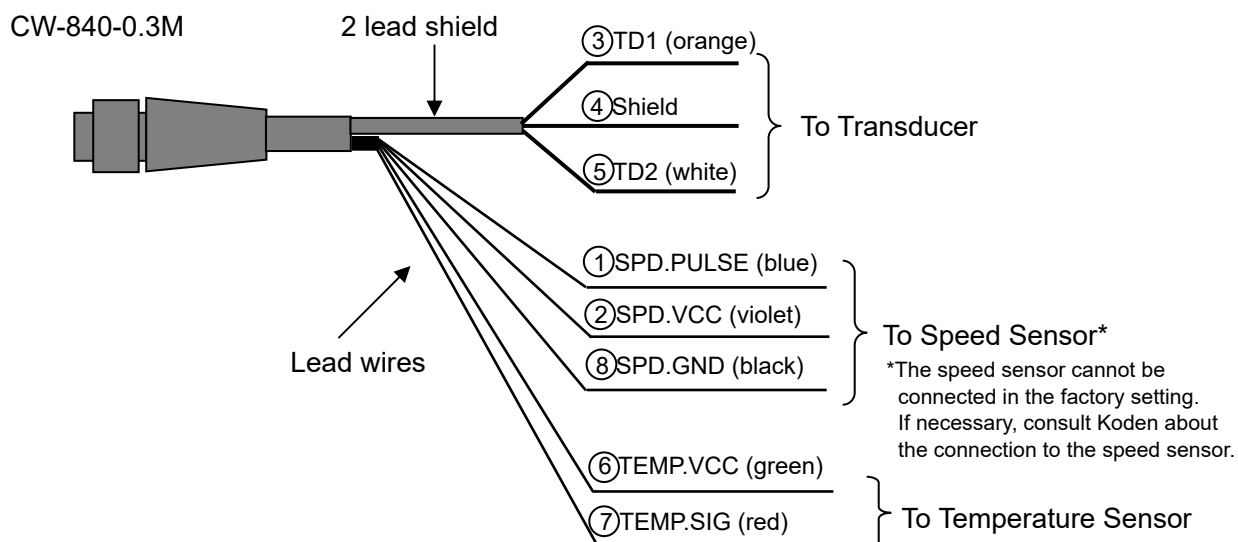 CW-840-0.3M
2 lead shield
③TD1 (orange)
④Shield
⑤TD2 (white)
To Transducer
①SPD.PULSE (blue)
②SPD.VCC (violet)
⑧SPD.GND (black)
To Speed Sensor*
*The speed sensor cannot be
connected in the factory setting.
If necessary, consult Koden about
the connection to the speed sensor.
Lead wires
⑥TEMP.VCC (green)
⑦TEMP.SIG (red)
To Temperature Sensor